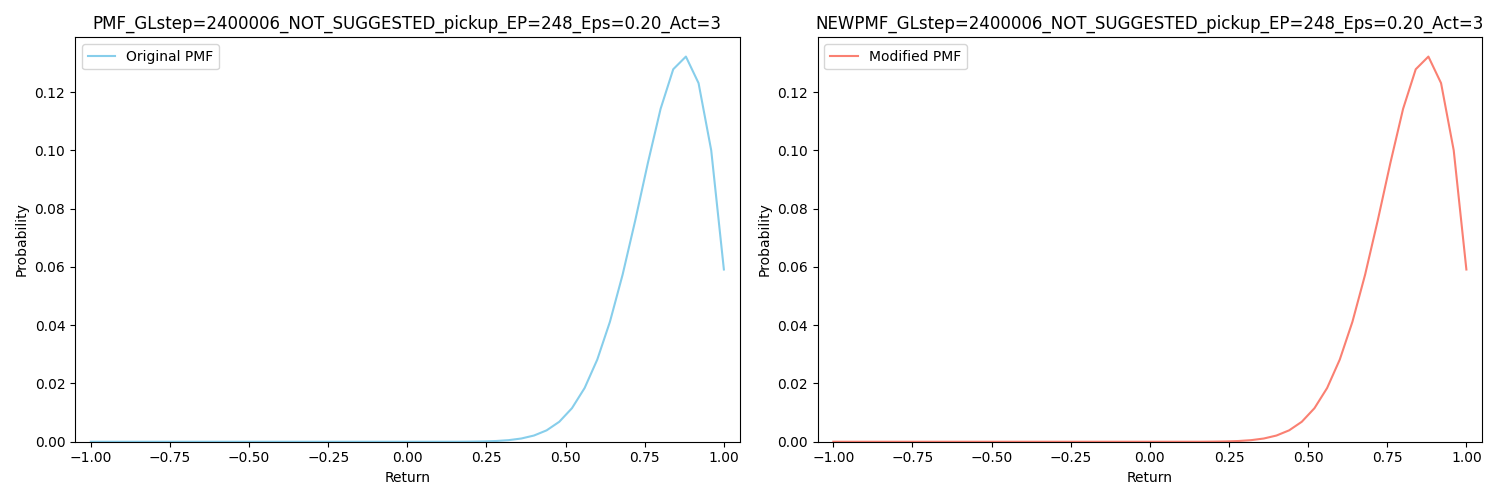 PMF_GLstep=2400006_NOT_SUGGESTED_pickup_EP=248_Eps=0.20_Act=3
Original PMF
Probability
0.12
0.10
0.08
0.06
0.04
0.02
0.00
−1.00 −0.75 −0.50 −0.25 0.00 0.25 0.50 0.75 1.00
Return
NEWPMF_GLstep=2400006_NOT_SUGGESTED_pickup_EP=248_Eps=0.20_Act=3
Modified PMF
Probability
0.12
0.10
0.08
0.06
0.04
0.02
0.00
−1.00 −0.75 −0.50 −0.25 0.00 0.25 0.50 0.75 1.00
Return